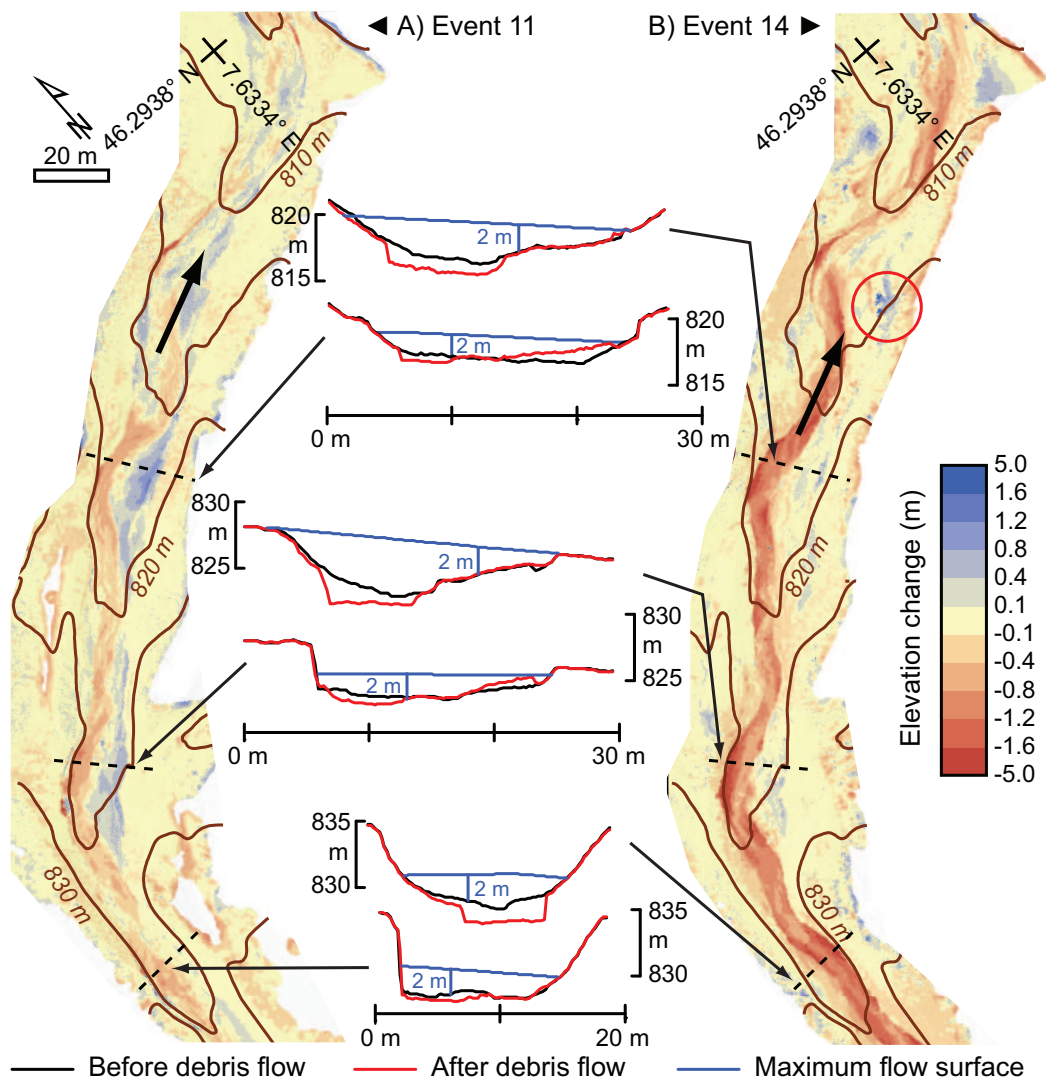 ◄ A) Event 11
B) Event 14 ►
46.2938° N
7.6334° E
46.2938° N
7.6334° E
N
20 m
810 m
810 m
820
m
815
2 m
820
m
815
2 m
0 m
30 m
830
m
825
2 m
820 m
820 m
830
m
825
2 m
0 m
30 m
5.0
1.6
1.2
0.8
0.4
0.1
-0.1
-0.4
-0.8
-1.2
-1.6
-5.0
Elevation change (m)
835
m
830
2 m
830 m
830 m
835
m
830
2 m
0 m
20 m
Before debris flow
After debris flow
Maximum flow surface